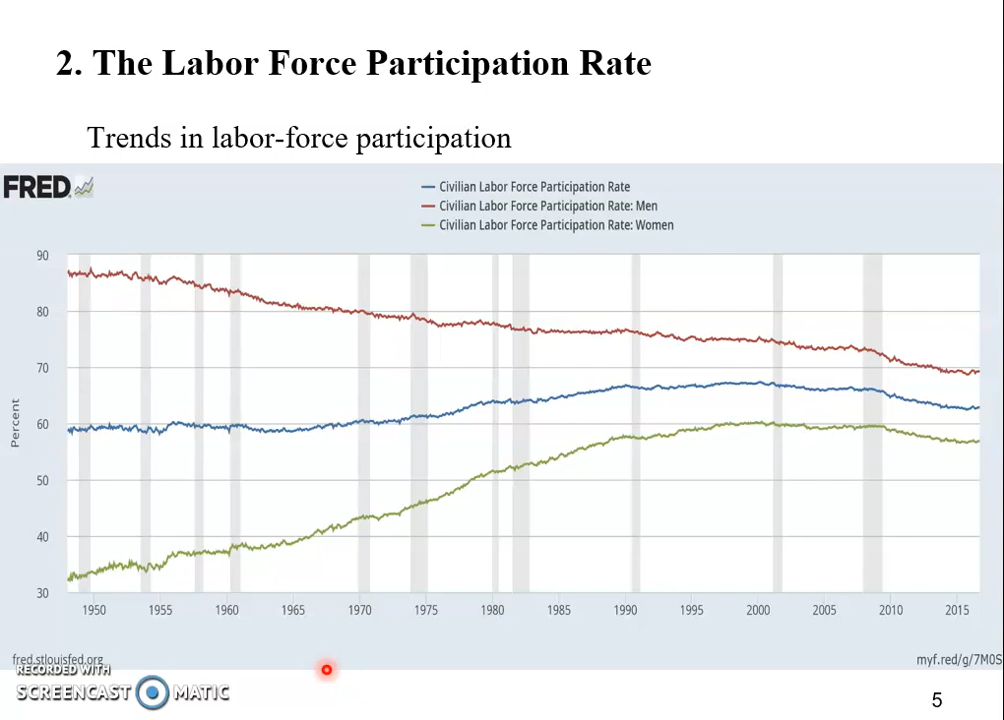 2. The Labor Force Participation Rate
Trends in labor-force participation
FRED
Civilian Labor Force Participation Rate
Civilian Labor Force Participation Rate: Men
Civilian Labor Force Participation Rate: Women
90
80
70
60
50
40
30
Percent
1950 1955 1960 1965 1970 1975 1980 1985 1990 1995 2000 2005 2010 2015
fred.stlouisfed.org
myf.red/g/7M0S
RECORDED WITH
SCREENCAST MATIC
5